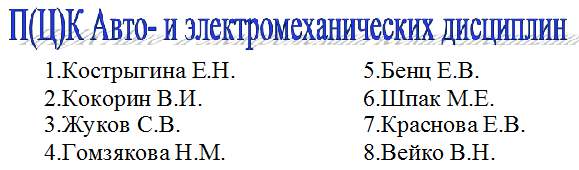 П(Ц)К Авто- и электромеханических дисциплин
1.Кострыгина Е.Н.
2.Кокорин В.И.
3.Жуков С.В.
4.Гомзякова Н.М.
5.Бенц Е.В.
6.Шпак М.Е.
7.Краснова Е.В.
8.Вейко В.Н.